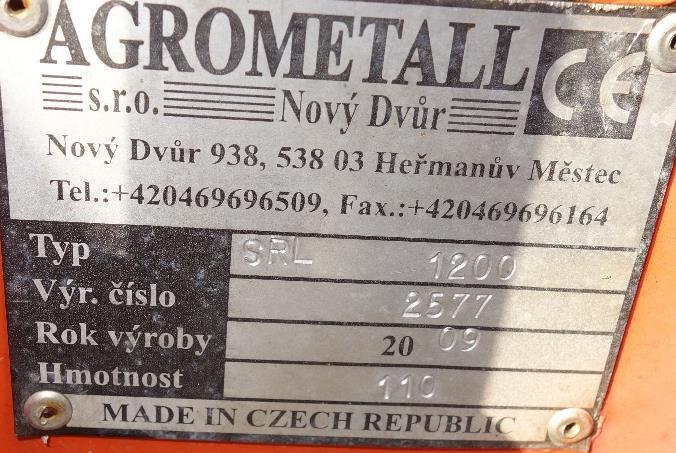 AGROMETALL CE
s.r.o. Nový Dvůr
Nový Dvůr 938, 538 03 Heřmanův Městec
Tel.:+420469696509, Fax.:+420469696164
Typ SRL 1200
Výr. číslo 2577
Rok výroby 20 09
Hmotnost 110
MADE IN CZECH REPUBLIC